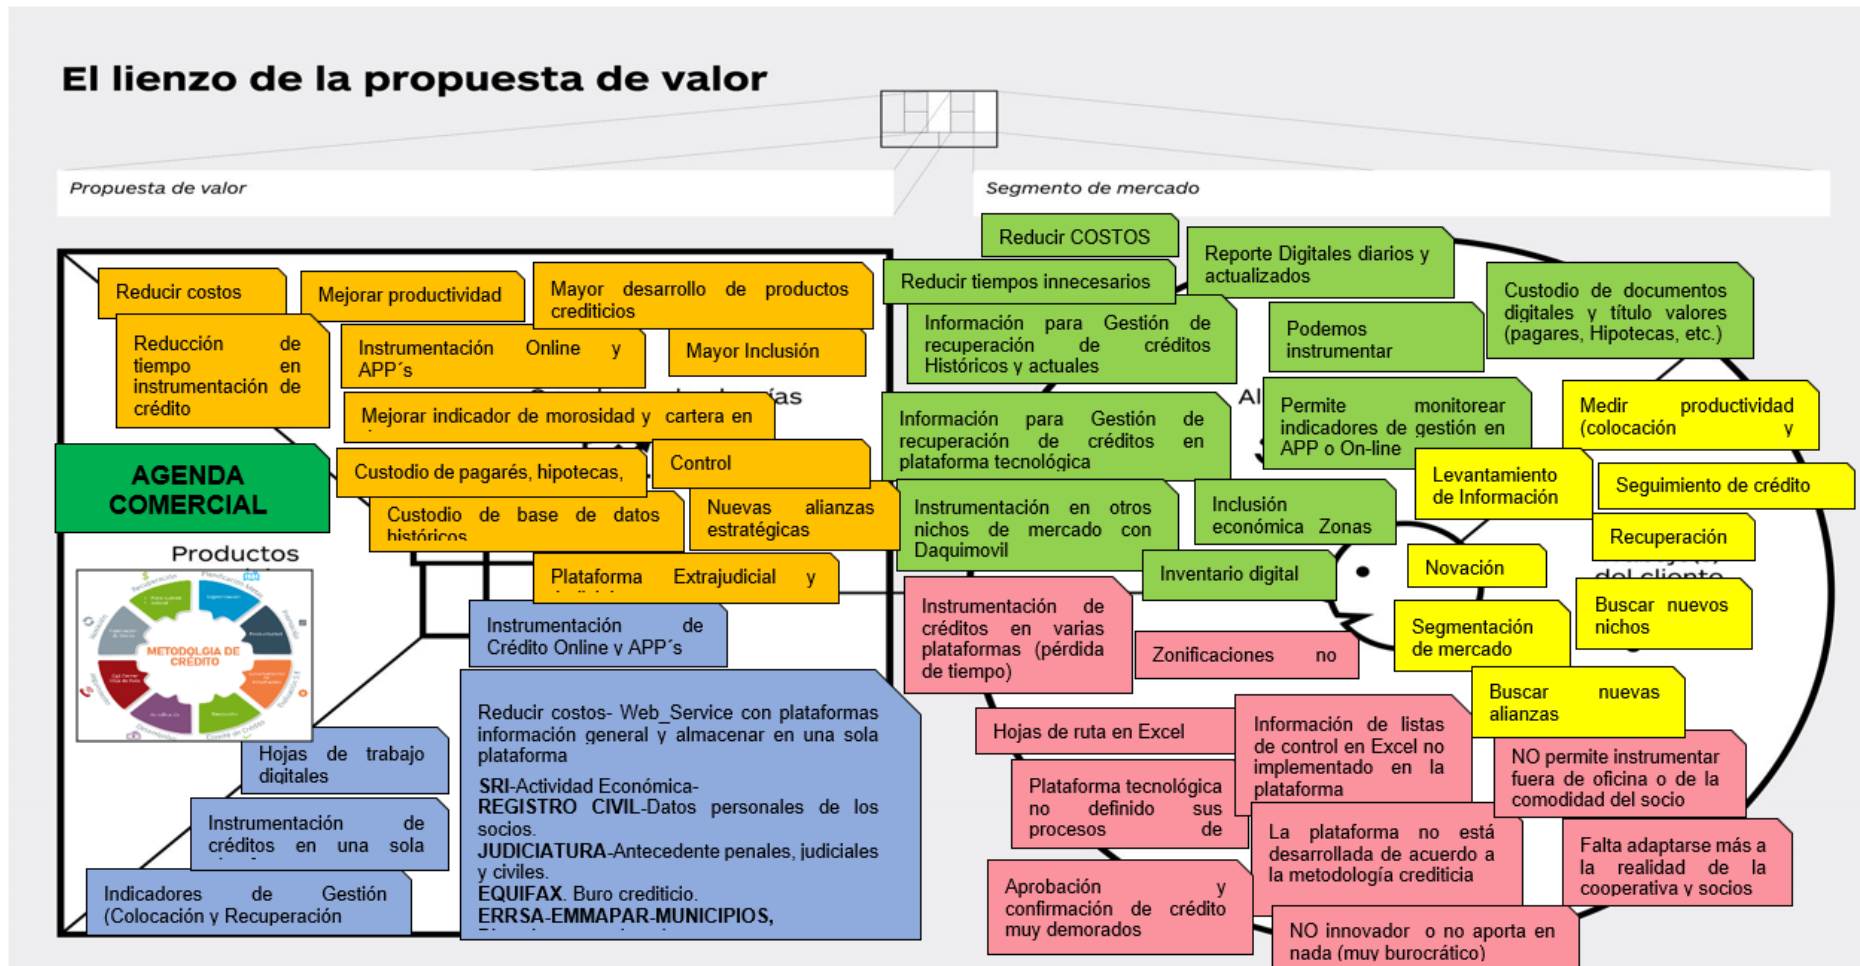 El lienzo de la propuesta de valor
Propuesta de valor
Segmento de mercado
Reducir costos
Mejorar productividad
Mayor desarrollo de productos
crediticios
Reducción de
tiempo en
instrumentación de
crédito
Instrumentación Online y
APP´s
Mayor Inclusión
Mejorar indicador de morosidad y cartera en
AGENDA
COMERCIAL
Custodio de pagarés, hipotecas,
Control
Custodio de base de datos
históricos
Nuevas alianzas
estratégicas
Plataforma Extrajudicial y
Productos
METODOLGIA DE
CRÉDITO
Instrumentación de
Crédito Online y APP´s
Hojas de trabajo
digitales
Instrumentación de
créditos en una sola
Indicadores de Gestión
(Colocación y Recuperación
Reducir costos- Web_Service con plataformas
información general y almacenar en una sola
plataforma
SRI-Actividad Económica-
REGISTRO CIVIL-Datos personales de los
socios.
JUDICIATURA-Antecedente penales, judiciales
y civiles.
EQUIFAX. Buro crediticio.
ERRSA-EMMAPAR-MUNICIPIOS,
Reducir COSTOS
Reporte Digitales diarios y
actualizados
Reducir tiempos innecesarios
Custodio de documentos
digitales y título valores
(pagares, Hipotecas, etc.)
Información para Gestión de
recuperación de créditos
Históricos y actuales
Podemos
instrumentar
Información para Gestión de
recuperación de créditos en
plataforma tecnológica
Permite monitorear
indicadores de gestión en
APP o On-line
Medir productividad
(colocación y
Levantamiento
de Información
Seguimiento de crédito
Instrumentación en otros
nichos de mercado con
Daquimovil
Inclusión
económica Zonas
Recuperación
Inventario digital
Novación
del cliente
Buscar nuevos
nichos
Segmentación
de mercado
Buscar nuevas
alianzas
Instrumentación de
créditos en varias
plataformas (pérdida
de tiempo)
Zonificaciones no
Hojas de ruta en Excel
Información de listas
de control en Excel no
implementado en la
plataforma
NO permite instrumentar
fuera de oficina o de la
comodidad del socio
Plataforma tecnológica
no definido sus
procesos de
La plataforma no está
desarrollada de acuerdo a
la metodología crediticia
Falta adaptarse más a
la realidad de la
cooperativa y socios
Aprobación y
confirmación de crédito
muy demorados
NO innovador o no aporta en
nada (muy burocrático)